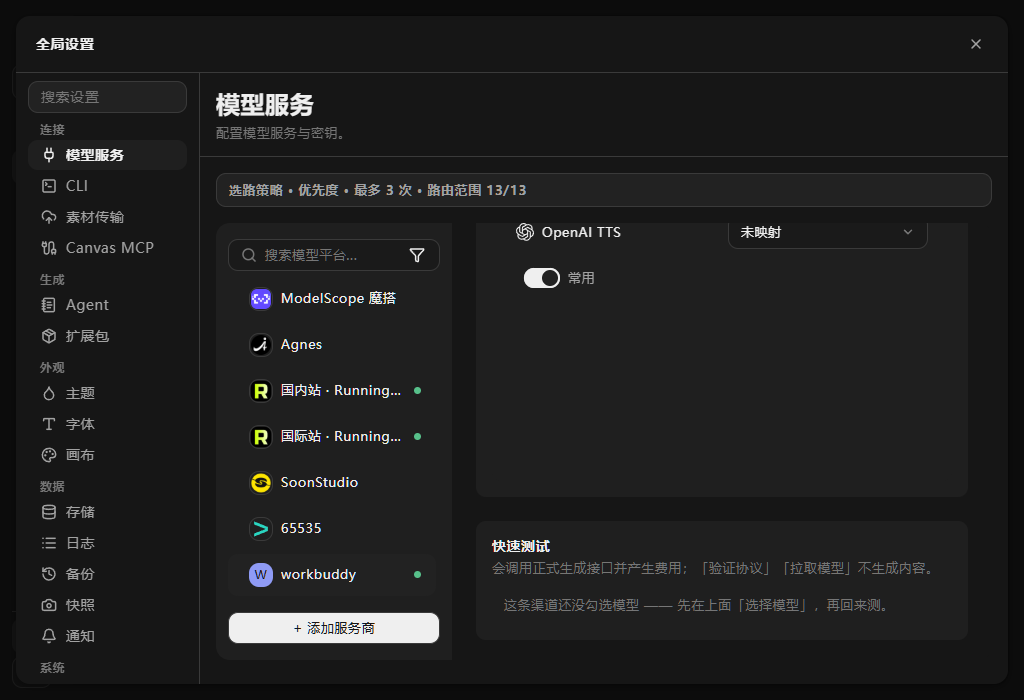 全局设置
搜索设置
连接
模型服务
CLI
素材传输
Canvas MCP
生成
Agent
扩展包
外观
主题
字体
画布
数据
存储
日志
备份
快照
通知
系统
模型服务
配置模型服务与密钥。
选路策略 • 优先度 • 最多 3 次 • 路由范围 13/13
搜索模型平台...
ModelScope 魔搭
Agnes
国内站 · Running...
国际站 · Running...
SoonStudio
65535
W workbuddy
+ 添加服务商
OpenAI TTS
未映射
常用
快速测试
会调用正式生成接口并产生费用；「验证协议」「拉取模型」不生成内容。
这条渠道还没勾选模型 —— 先在上面「选择模型」，再回来测。